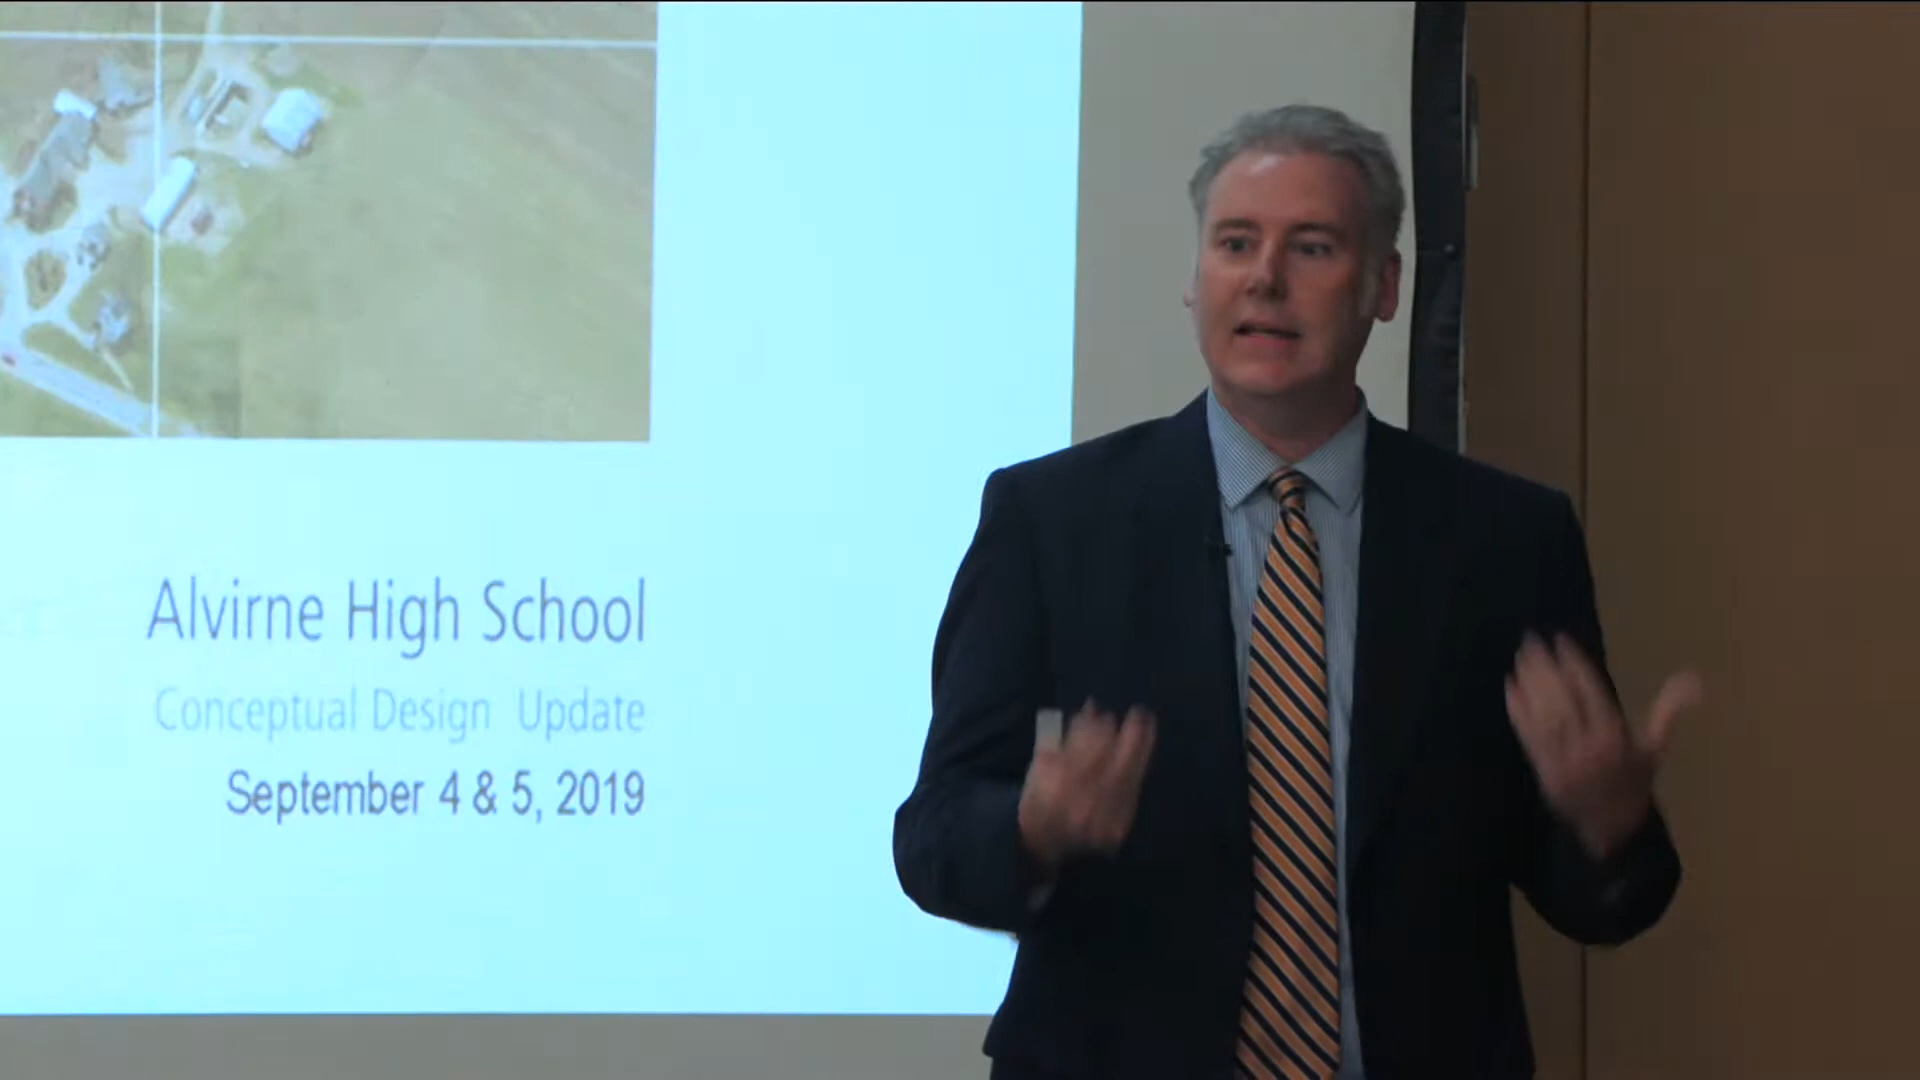 Alvirne High School
Conceptual Design Update
September 4 & 5, 2019